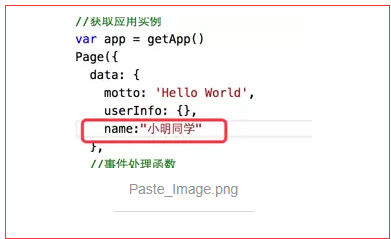 //获取应用实例
var app = getApp()
Page({
data: {
motto: 'Hello World',
userInfo: {},
name:"小明同学"
},
//事件处理函数
Paste_Image.png